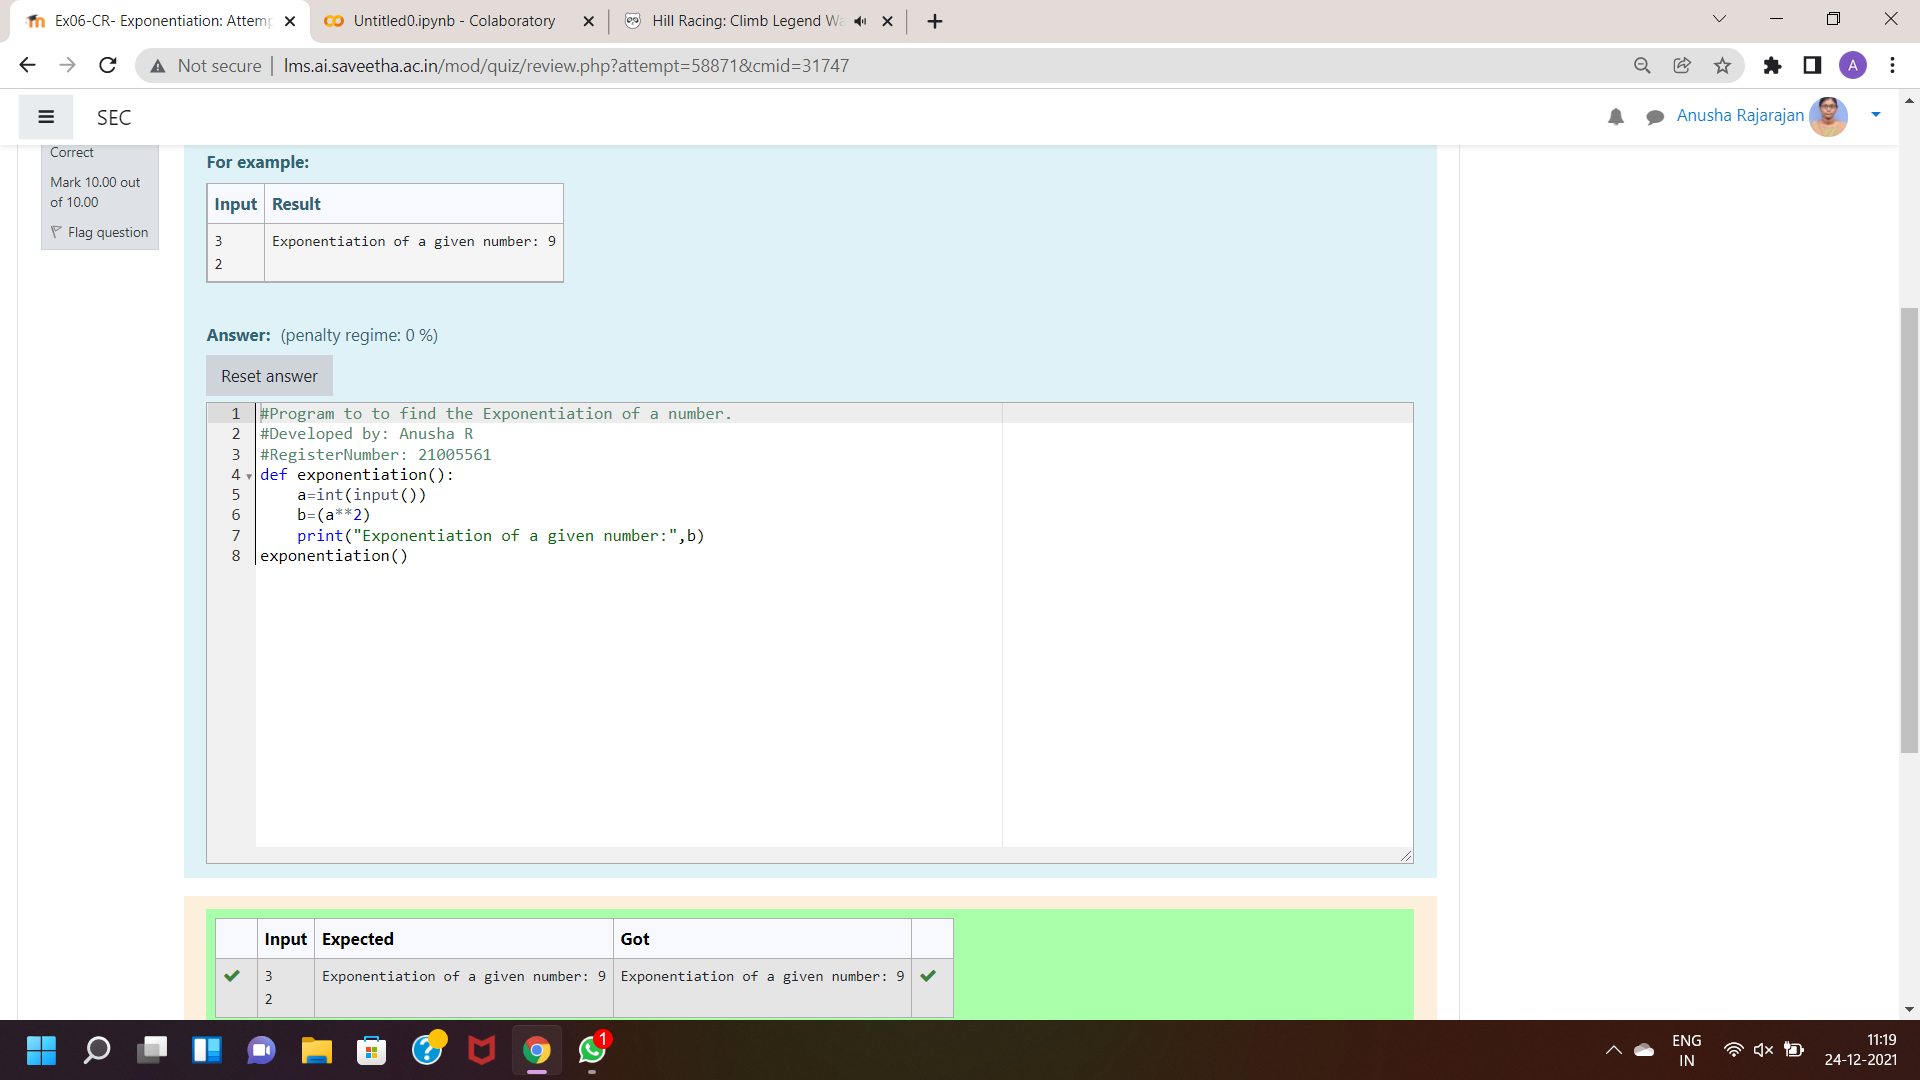 Ex06-CR- Exponentiation: Attemp
Untitled0.ipynb - Colaboratory
Hill Racing: Climb Legend Wa
Not secure
lms.ai.saveetha.ac.in/mod/quiz/review.php?attempt=58871&cmid=31747
A
SEC
Anusha Rajarajan
Correct
Mark 10.00 out
of 10.00
Flag question
For example:
Input Result
3 Exponentiation of a given number: 9
2
Answer: (penalty regime: 0 %)
Reset answer
1 #Program to to find the Exponentiation of a number.
2 #Developed by: Anusha R
3 #RegisterNumber: 21005561
4 def exponentiation():
5 a=int(input())
6 b=(a**2)
7 print("Exponentiation of a given number:",b)
8 exponentiation()
Input Expected Got
3 Exponentiation of a given number: 9 Exponentiation of a given number: 9
2
1
ENG
IN
11:19
24-12-2021